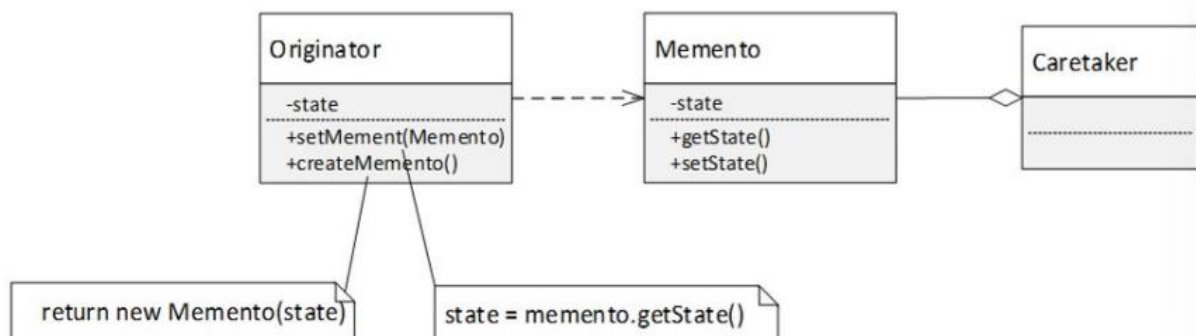 Originator
-state
+setMement(Memento)
+createMemento()
Memento
-state
+getState()
+setState()
Caretaker
return new Memento(state)
state = memento.getState()